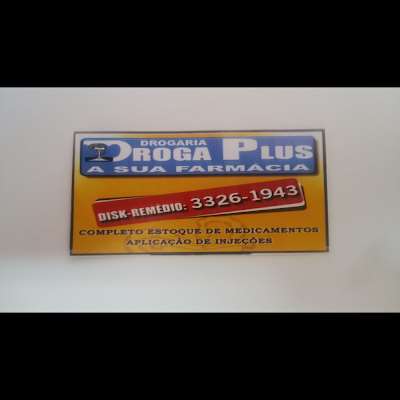 DROGARIA
DROGA PLUS
A SUA FARMÁCIA
DISK-REMÉDIO: 3326-1943
COMPLETO ESTOQUE DE MEDICAMENTOS
APLICAÇÃO DE INJEÇÕES